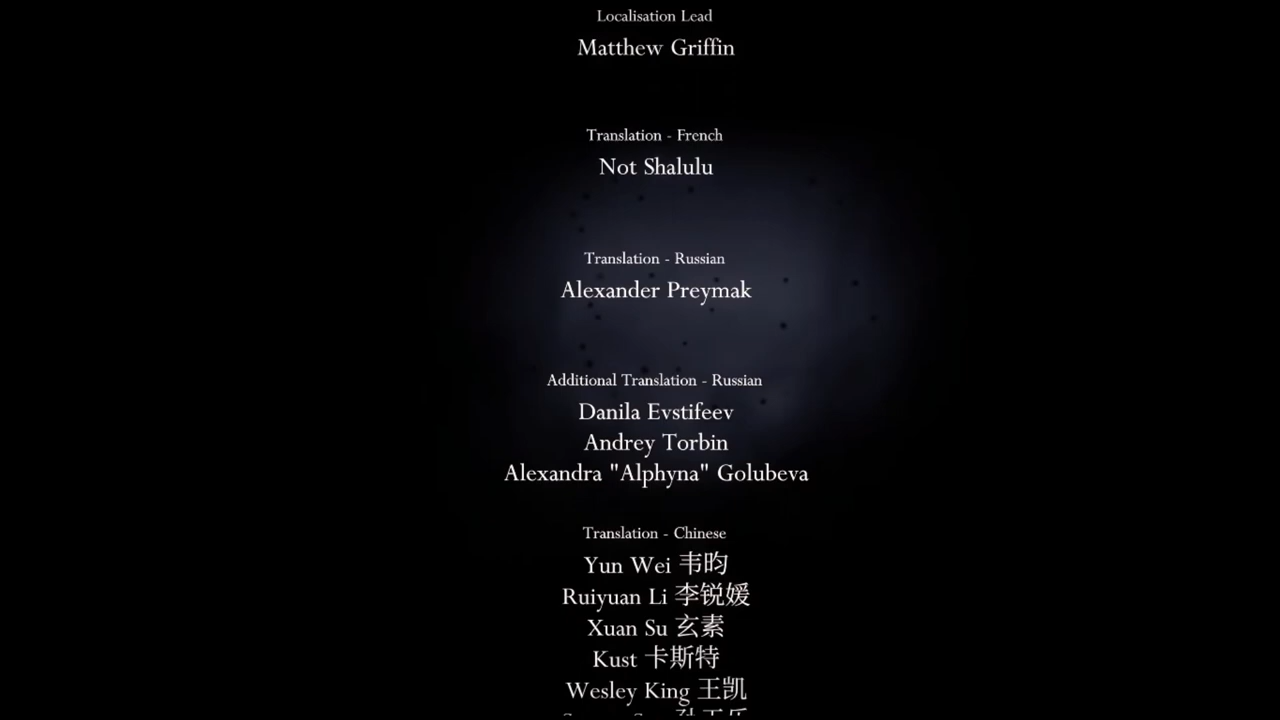 Localisation Lead
Matthew Griffin
Translation - French
Not Shalulu
Translation - Russian
Alexander Preymak
Additional Translation - Russian
Danila Evstifeev
Andrey Torbin
Alexandra "Alphyna" Golubeva
Translation - Chinese
Yun Wei 韦昀
Ruiyuan Li 李锐媛
Xuan Su 玄素
Kust 卡斯特
Wesley King 王凯